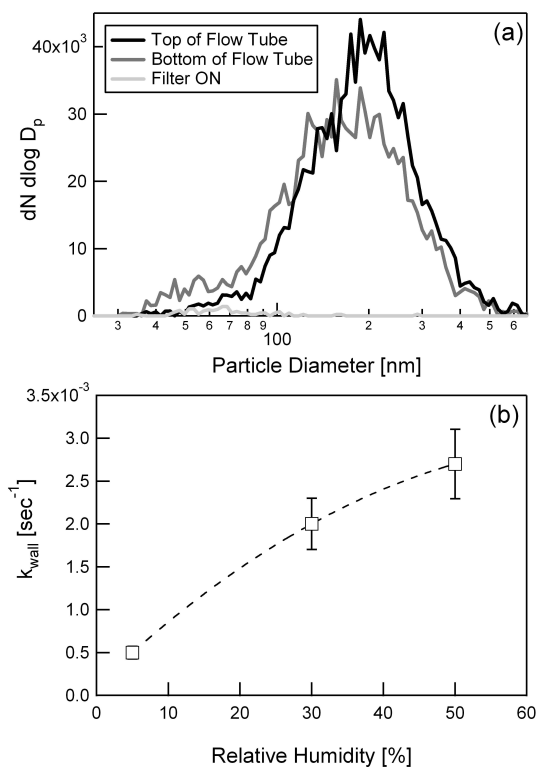 (a)
Top of Flow Tube
Bottom of Flow Tube
Filter ON
40x10³
30
20
10
0
dN dlog Dₚ
3 4 5 6 7 8 9 2 3 4 5 6
100
Particle Diameter [nm]
(b)
3.5x10⁻³
3.0
2.5
2.0
1.5
1.0
0.5
0.0
k_wall [sec⁻¹]
0 10 20 30 40 50 60
Relative Humidity [%]